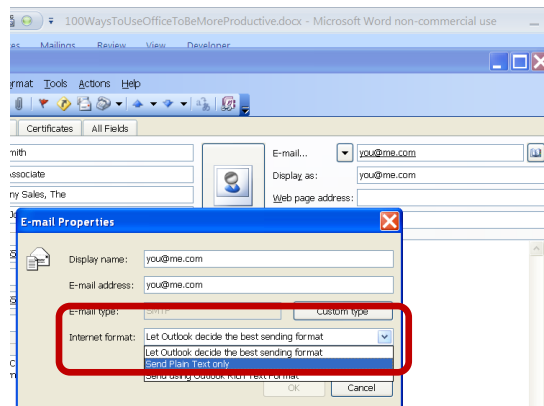 100WaysToUseOfficeToBeMoreProductive.docx - Microsoft Word non-commercial use
Mailings Review View Developer
Tools Actions Help
Certificates All Fields
E-mail... you@me.com
Display as: you@me.com
Sales, The
Web page address:
E-mail Properties
Display name: you@me.com
E-mail address: you@me.com
E-mail type: SMTP Custom type
Internet format: Let Outlook decide the best sending format
Let Outlook decide the best sending format
Send Plain Text only
Send using Outlook Rich Text Format
OK Cancel